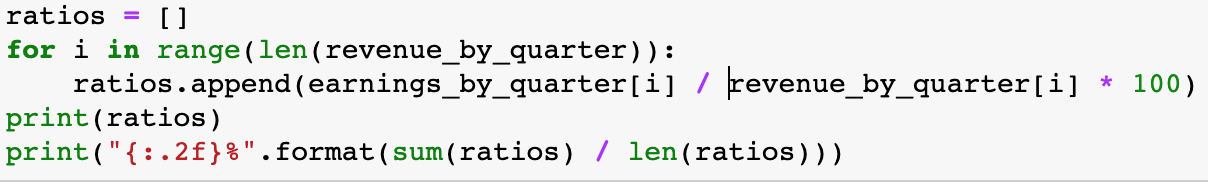 ratios = []
for i in range(len(revenue_by_quarter)):
    ratios.append(earnings_by_quarter[i] / revenue_by_quarter[i] * 100)
print(ratios)
print("{:.2f}%".format(sum(ratios) / len(ratios)))